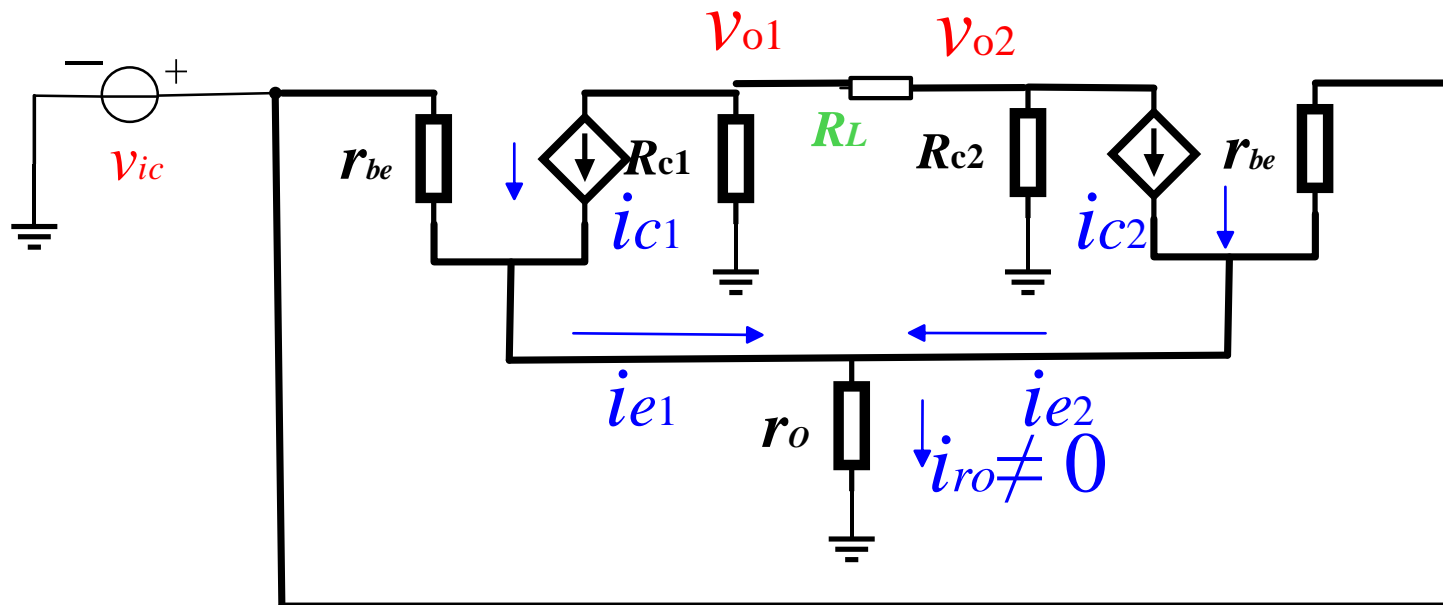 vo1
vo2
− +
RL
vic
rbe
Rc1
Rc2
rbe
ic1
ic2
ie1
ie2
ro
iro≠0